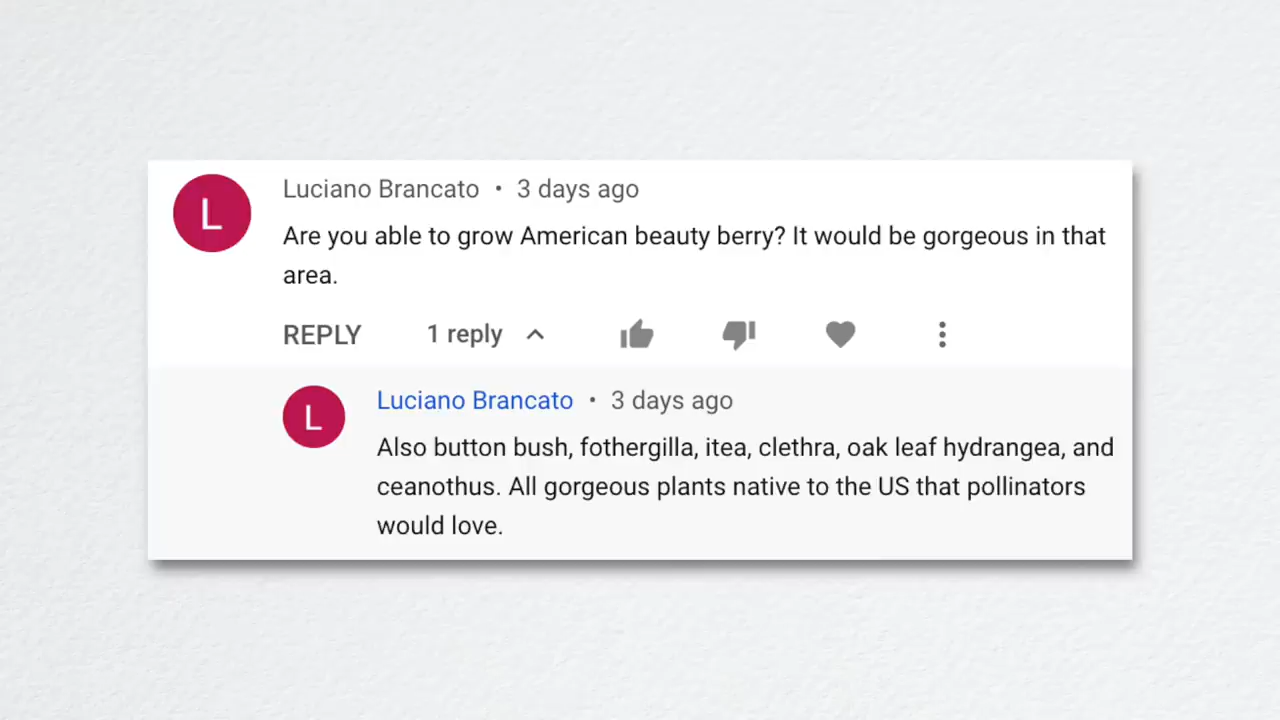 L
Luciano Brancato • 3 days ago
Are you able to grow American beauty berry? It would be gorgeous in that
area.
REPLY 1 reply
L
Luciano Brancato • 3 days ago
Also button bush, fothergilla, itea, clethra, oak leaf hydrangea, and
ceanothus. All gorgeous plants native to the US that pollinators
would love.